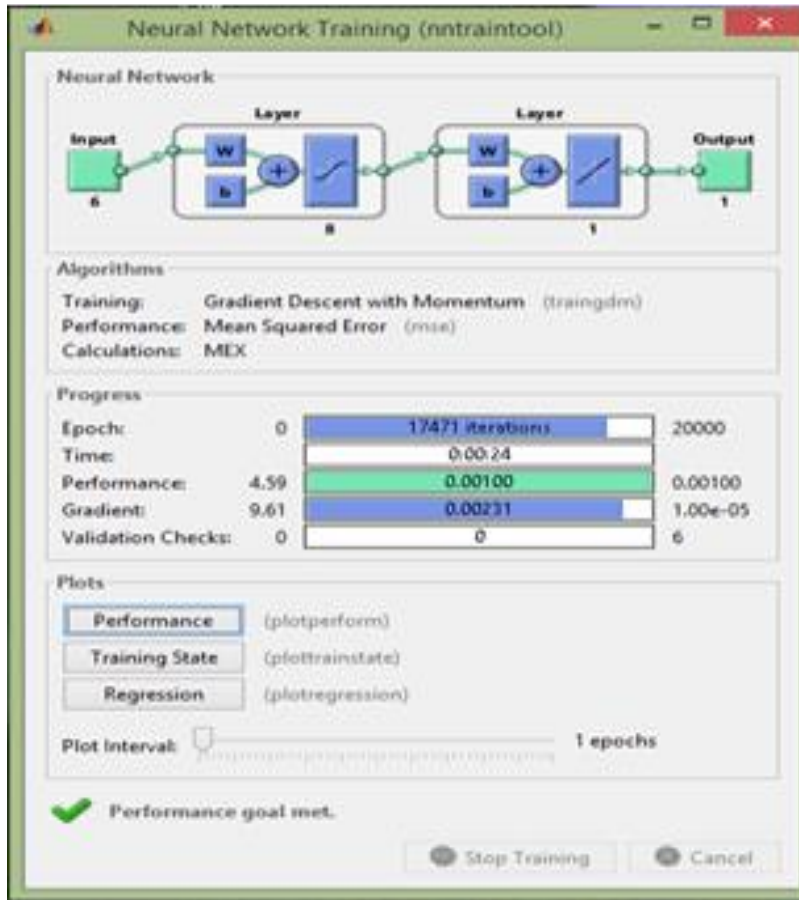 Neural Network Training (nntraintool)
Neural Network
Layer Layer
Input Output
W W
b b
+ +
6 8 1 1
Algorithms
Training: Gradient Descent with Momentum (traingdm)
Performance: Mean Squared Error (mse)
Calculations: MEX
Progress
Epoch: 0 17471 iterations 20000
Time: 0:00:24
Performance: 4.59 0.00100 0.00100
Gradient: 9.61 0.00231 1.00e-05
Validation Checks: 0 0 6
Plots
Performance (plotperform)
Training State (plottrainstate)
Regression (plotregression)
Plot Interval: 1 epochs
Performance goal met.
Stop Training Cancel